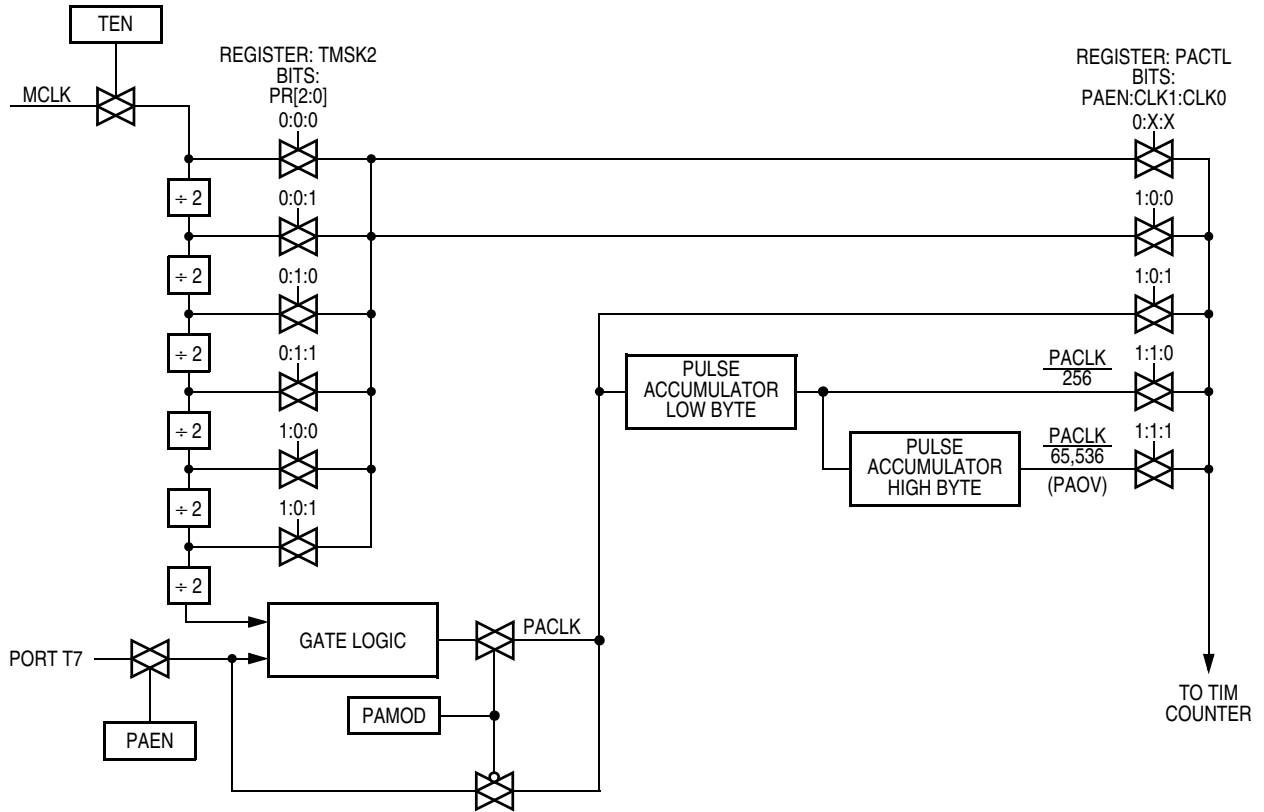 TEN
MCLK
REGISTER: TMSK2
BITS:
PR[2:0]
0:0:0
0:0:1
0:1:0
0:1:1
1:0:0
1:0:1
÷ 2
÷ 2
÷ 2
÷ 2
÷ 2
÷ 2
REGISTER: PACTL
BITS:
PAEN:CLK1:CLK0
0:X:X
1:0:0
1:0:1
1:1:0
1:1:1
PULSE
ACCUMULATOR
LOW BYTE
PACLK
256
PULSE
ACCUMULATOR
HIGH BYTE
PACLK
65,536
(PAOV)
GATE LOGIC
PACLK
PORT T7
PAMOD
PAEN
TO TIM
COUNTER